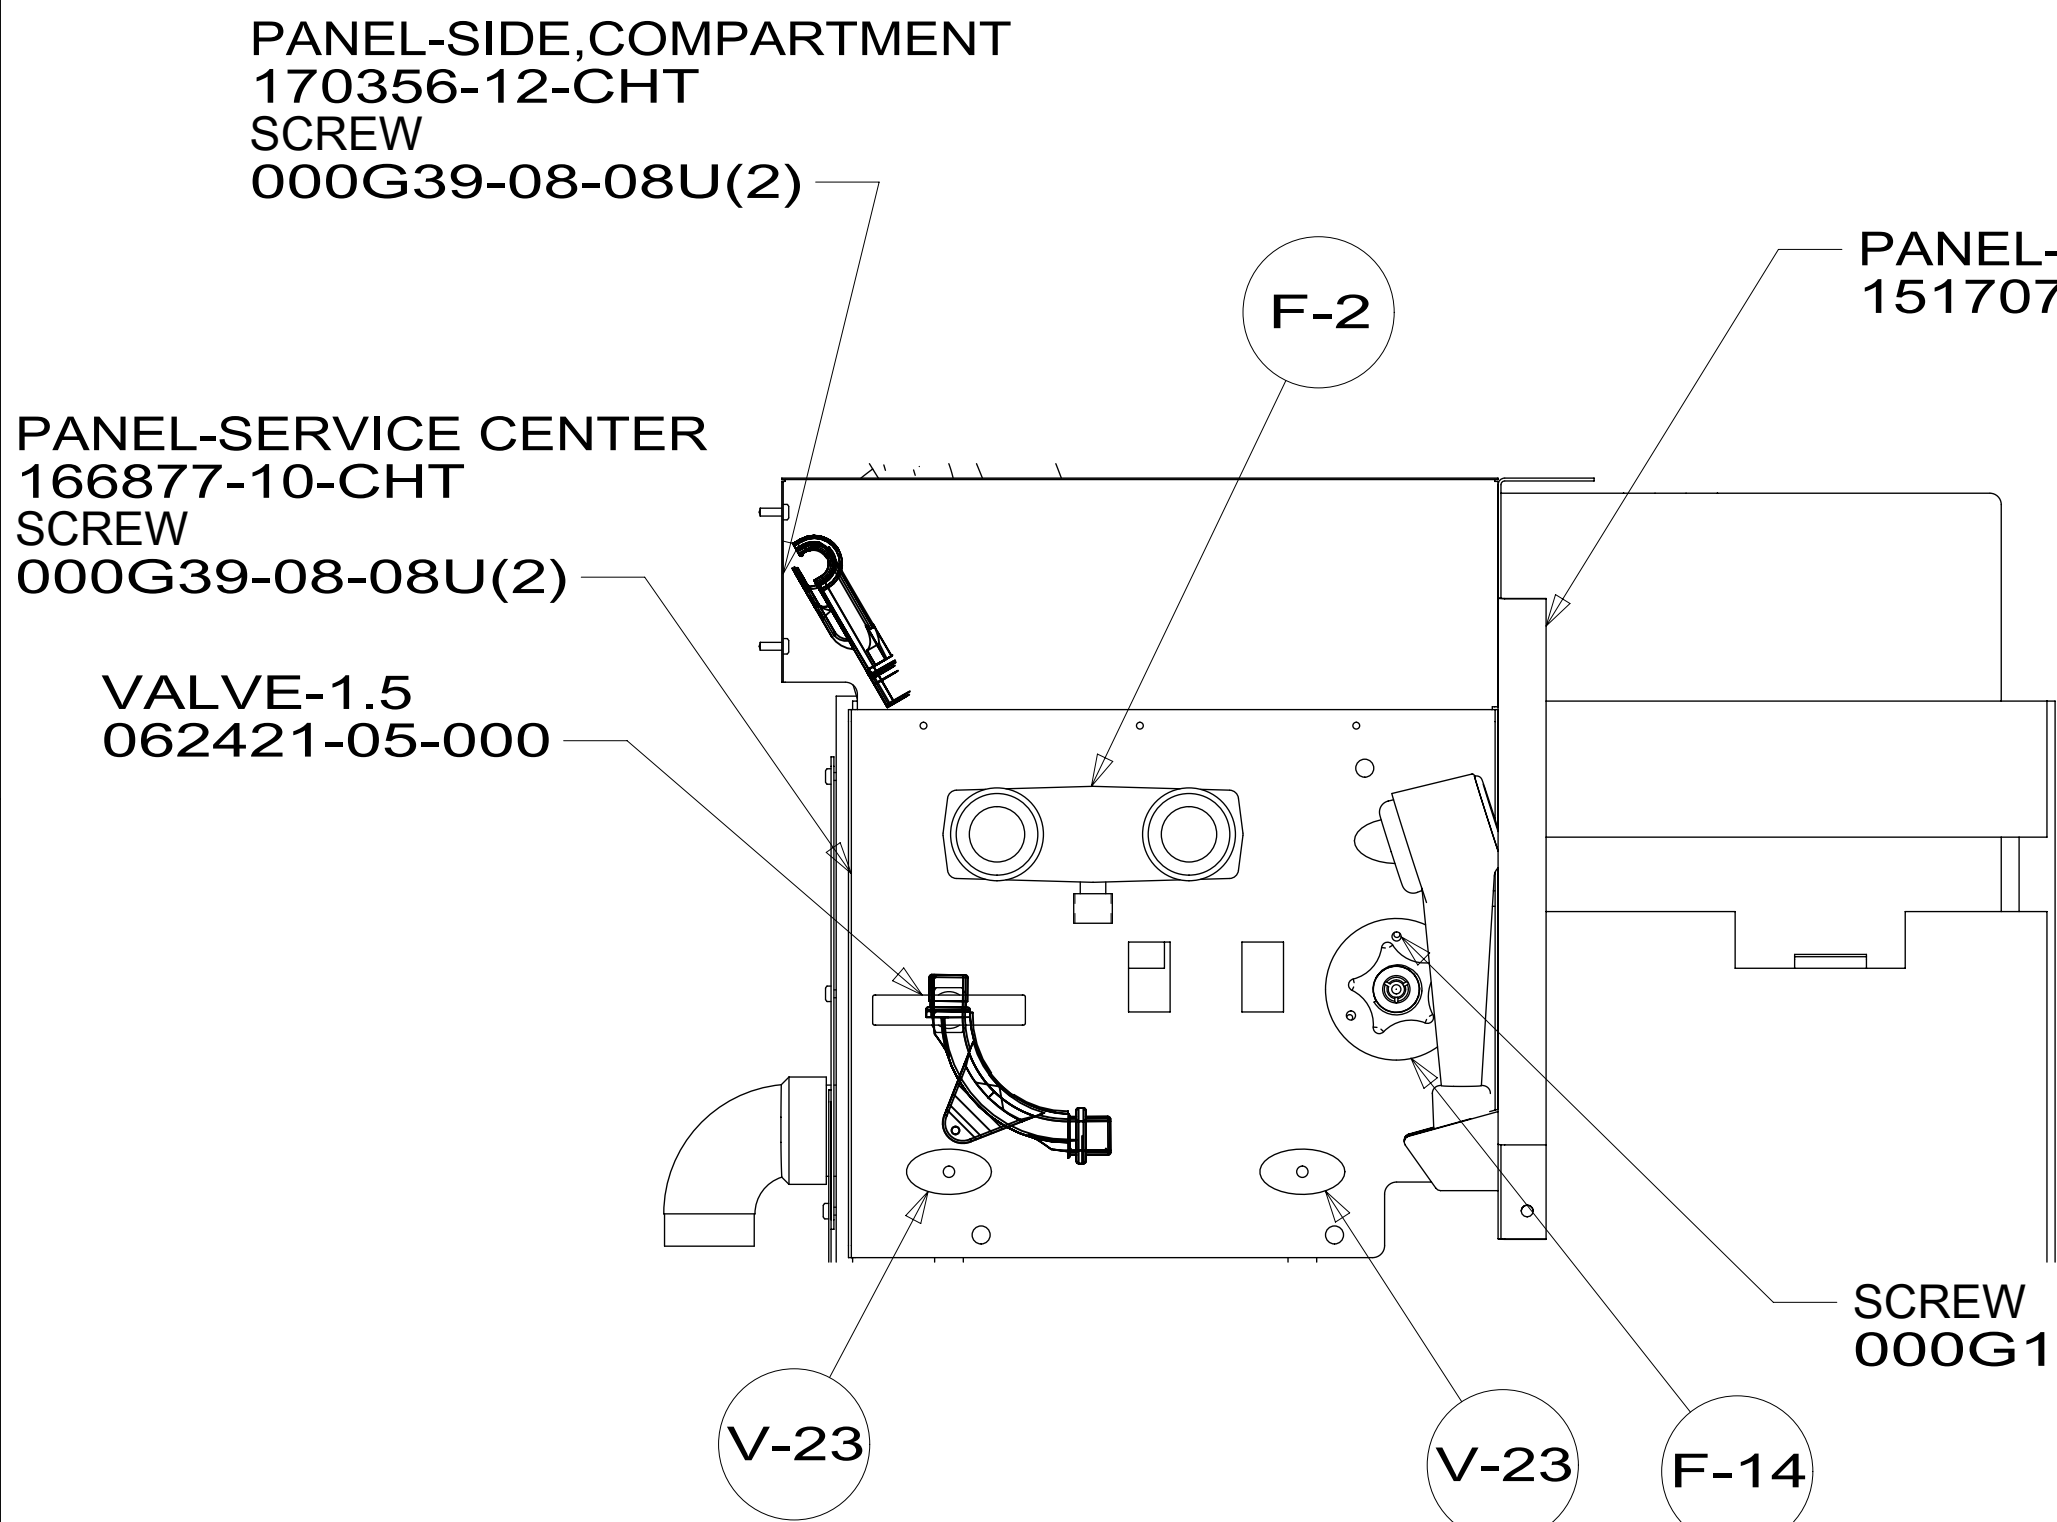 PANEL-SIDE,COMPARTMENT
170356-12-CHT
SCREW
000G39-08-08U(2)
F-2
PANEL-
151707
PANEL-SERVICE CENTER
166877-10-CHT
SCREW
000G39-08-08U(2)
VALVE-1.5
062421-05-000
SCREW
000G1
V-23
V-23
F-14